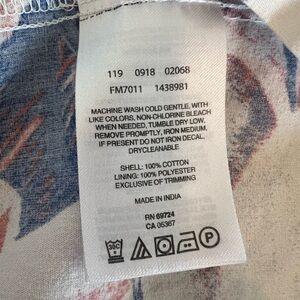 119 0918 02068
FM7011 1438981
MACHINE WASH COLD GENTLE, WITH
LIKE COLORS, NON-CHLORINE BLEACH
WHEN NEEDED, TUMBLE DRY LOW.
REMOVE PROMPTLY, IRON MEDIUM.
IF PRESENT DO NOT IRON DECAL,
DRYCLEANABLE
SHELL: 100% COTTON
LINING: 100% POLYESTER
EXCLUSIVE OF TRIMMING
MADE IN INDIA
RN 69724
CA 05367
30C P